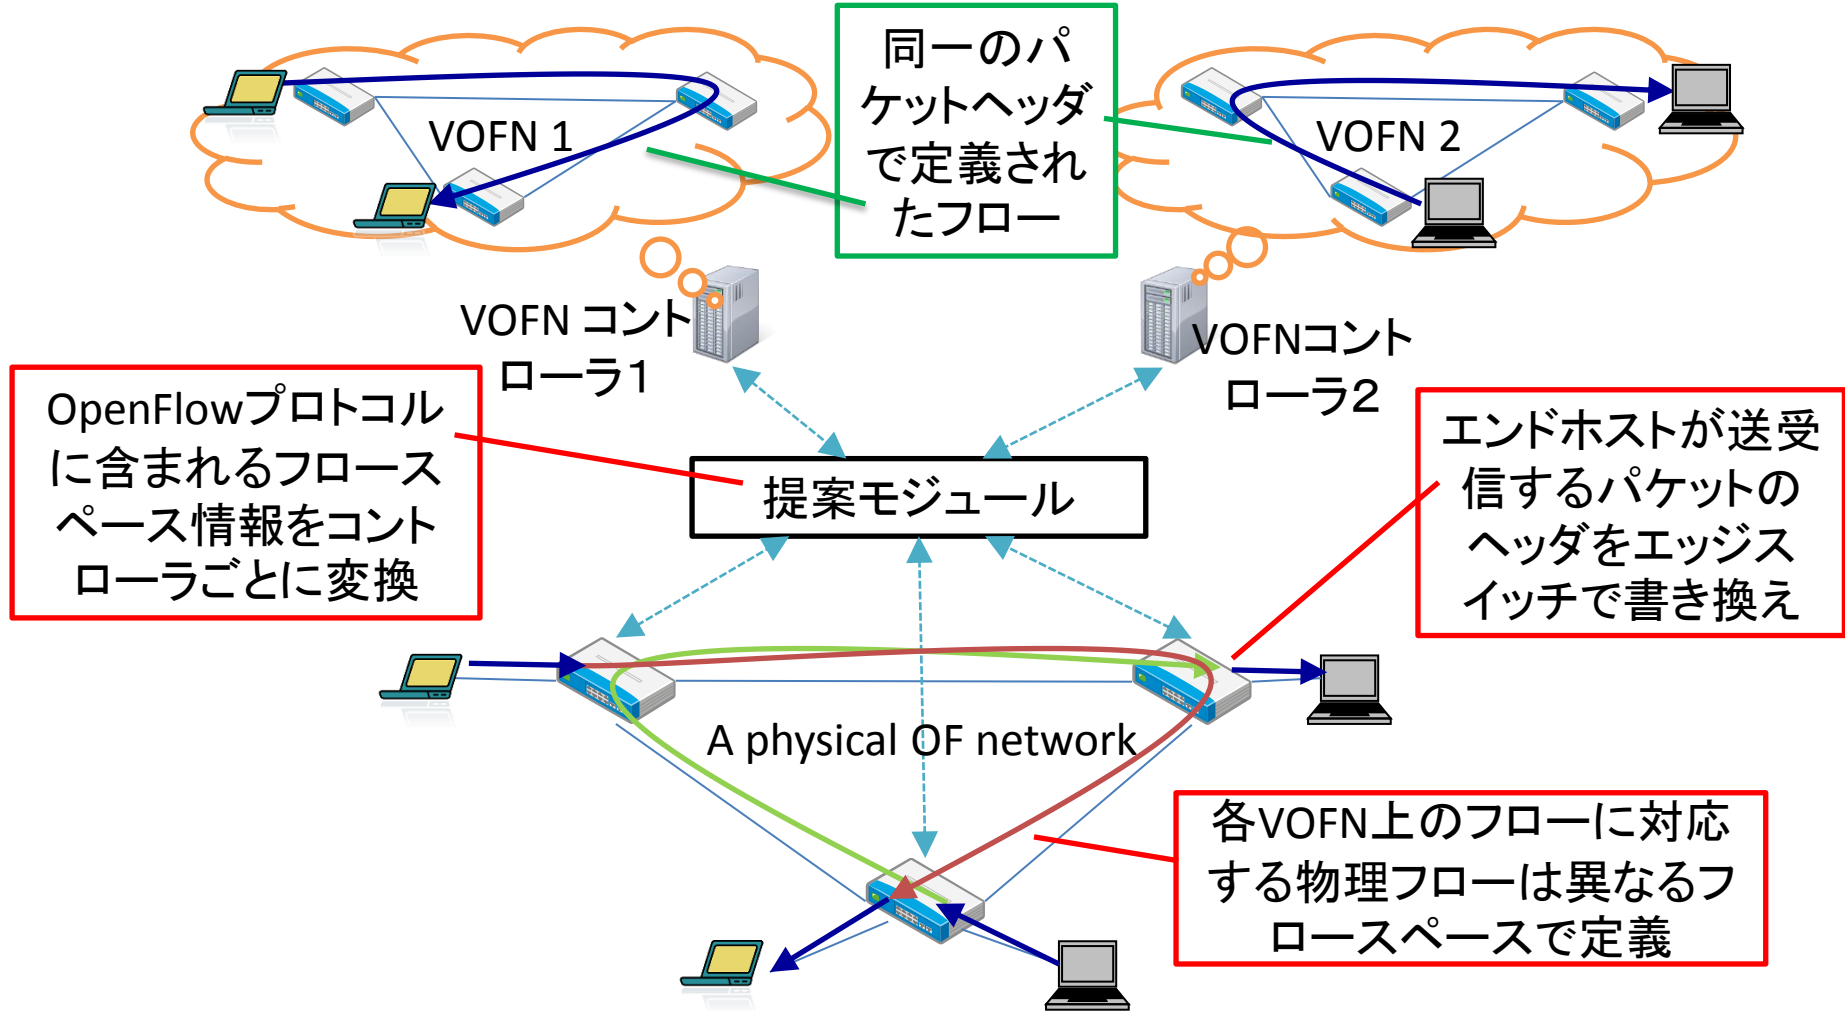 同一のパ
ケットヘッダ
で定義され
たフロー
VOFN 1
VOFN 2
VOFN コント
ローラ１
VOFNコント
ローラ２
OpenFlowプロトコル
に含まれるフロース
ペース情報をコント
ローラごとに変換
提案モジュール
エンドホストが送受
信するパケットの
ヘッダをエッジス
イッチで書き換え
A physical OF network
各VOFN上のフローに対応
する物理フローは異なるフ
ロースペースで定義